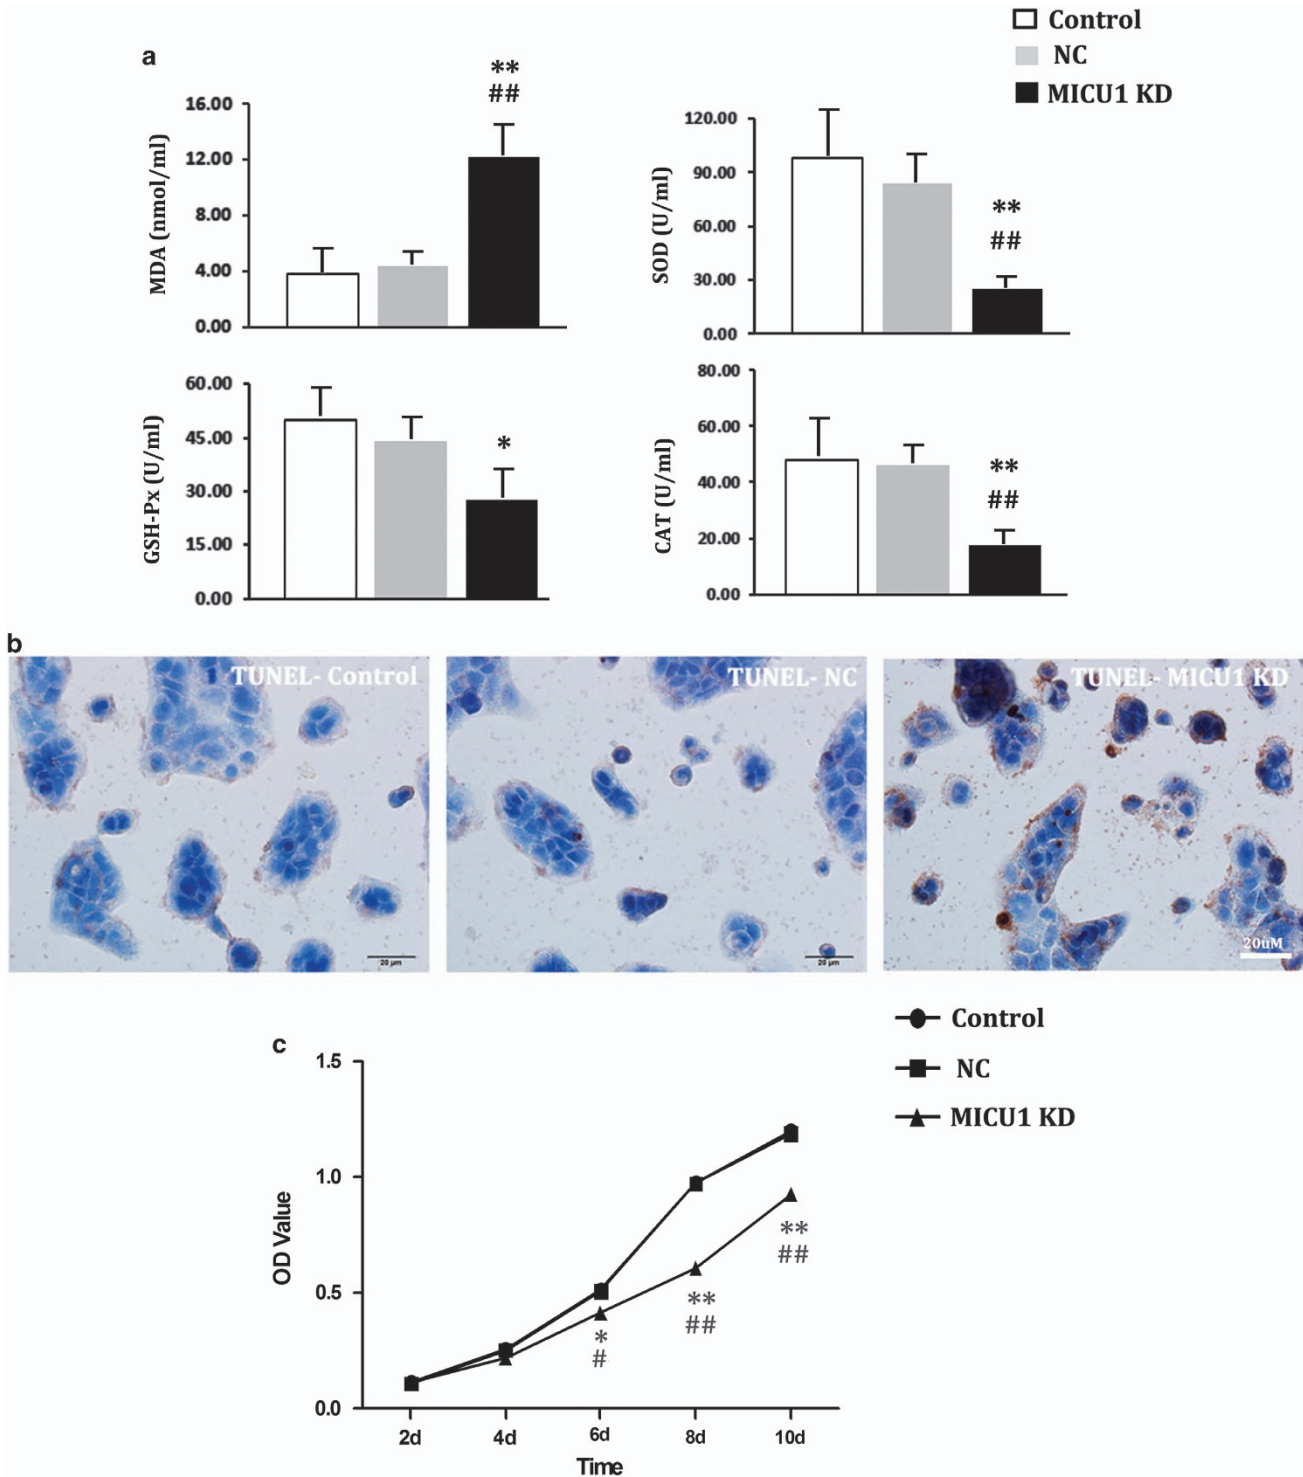 Control
NC
MICU1 KD
a
**
##
MDA (nmol/ml)
16.00
12.00
8.00
4.00
0.00
SOD (U/ml)
120.00
90.00
60.00
30.00
0.00
**
##
GSH-Px (U/ml)
60.00
45.00
30.00
15.00
0.00
*
CAT (U/ml)
80.00
60.00
40.00
20.00
0.00
**
##
b
TUNEL- Control
20 µm
TUNEL- NC
20 µm
TUNEL- MICU1 KD
20uM
Control
NC
MICU1 KD
c
OD Value
1.5
1.0
0.5
0.0
*
#
**
##
**
##
2d 4d 6d 8d 10d
Time